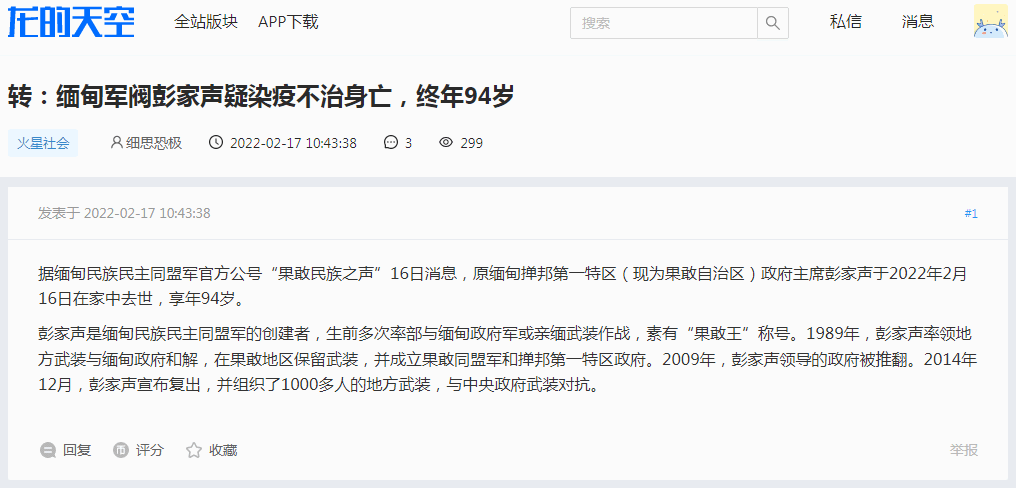 龙的天空 全站版块 APP下载 搜索 私信 消息
转：缅甸军阀彭家声疑染疫不治身亡，终年94岁
火星社会 细思恐极 2022-02-17 10:43:38 3 299
发表于 2022-02-17 10:43:38 #1
据缅甸民族民主同盟军官方公号“果敢民族之声”16日消息，原缅甸掸邦第一特区（现为果敢自治区）政府主席彭家声于2022年2月
16日在家中去世，享年94岁。
彭家声是缅甸民族民主同盟军的创建者，生前多次率部与缅甸政府军或亲缅武装作战，素有“果敢王”称号。1989年，彭家声率领地
方武装与缅甸政府和解，在果敢地区保留武装，并成立果敢同盟军和掸邦第一特区政府。2009年，彭家声领导的政府被推翻。2014年
12月，彭家声宣布复出，并组织了1000多人的地方武装，与中央政府武装对抗。
回复 币 评分 收藏 举报